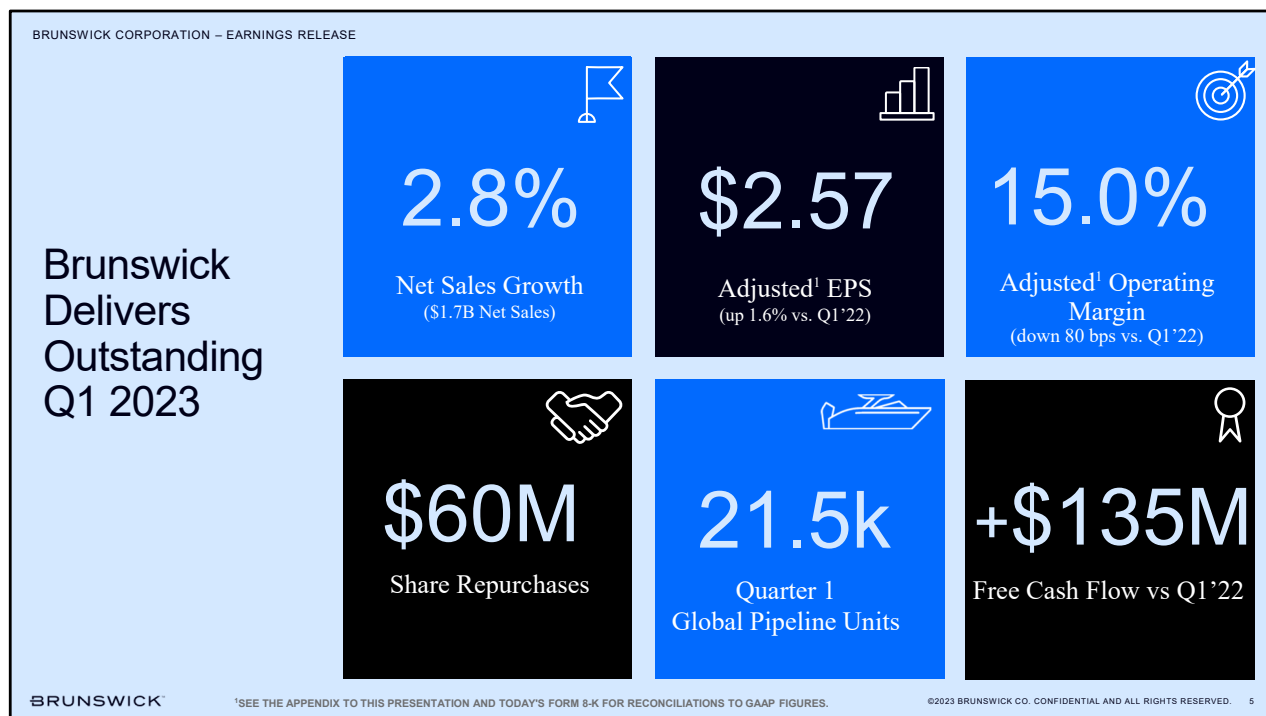 BRUNSWICK CORPORATION – EARNINGS RELEASE
Brunswick
Delivers
Outstanding
Q1 2023
2.8%
Net Sales Growth
($1.7B Net Sales)
$2.57
Adjusted¹ EPS
(up 1.6% vs. Q1’22)
15.0%
Adjusted¹ Operating
Margin
(down 80 bps vs. Q1’22)
$60M
Share Repurchases
21.5k
Quarter 1
Global Pipeline Units
+$135M
Free Cash Flow vs Q1’22
BRUNSWICK
¹SEE THE APPENDIX TO THIS PRESENTATION AND TODAY'S FORM 8-K FOR RECONCILIATIONS TO GAAP FIGURES.
©2023 BRUNSWICK CO. CONFIDENTIAL AND ALL RIGHTS RESERVED. 5